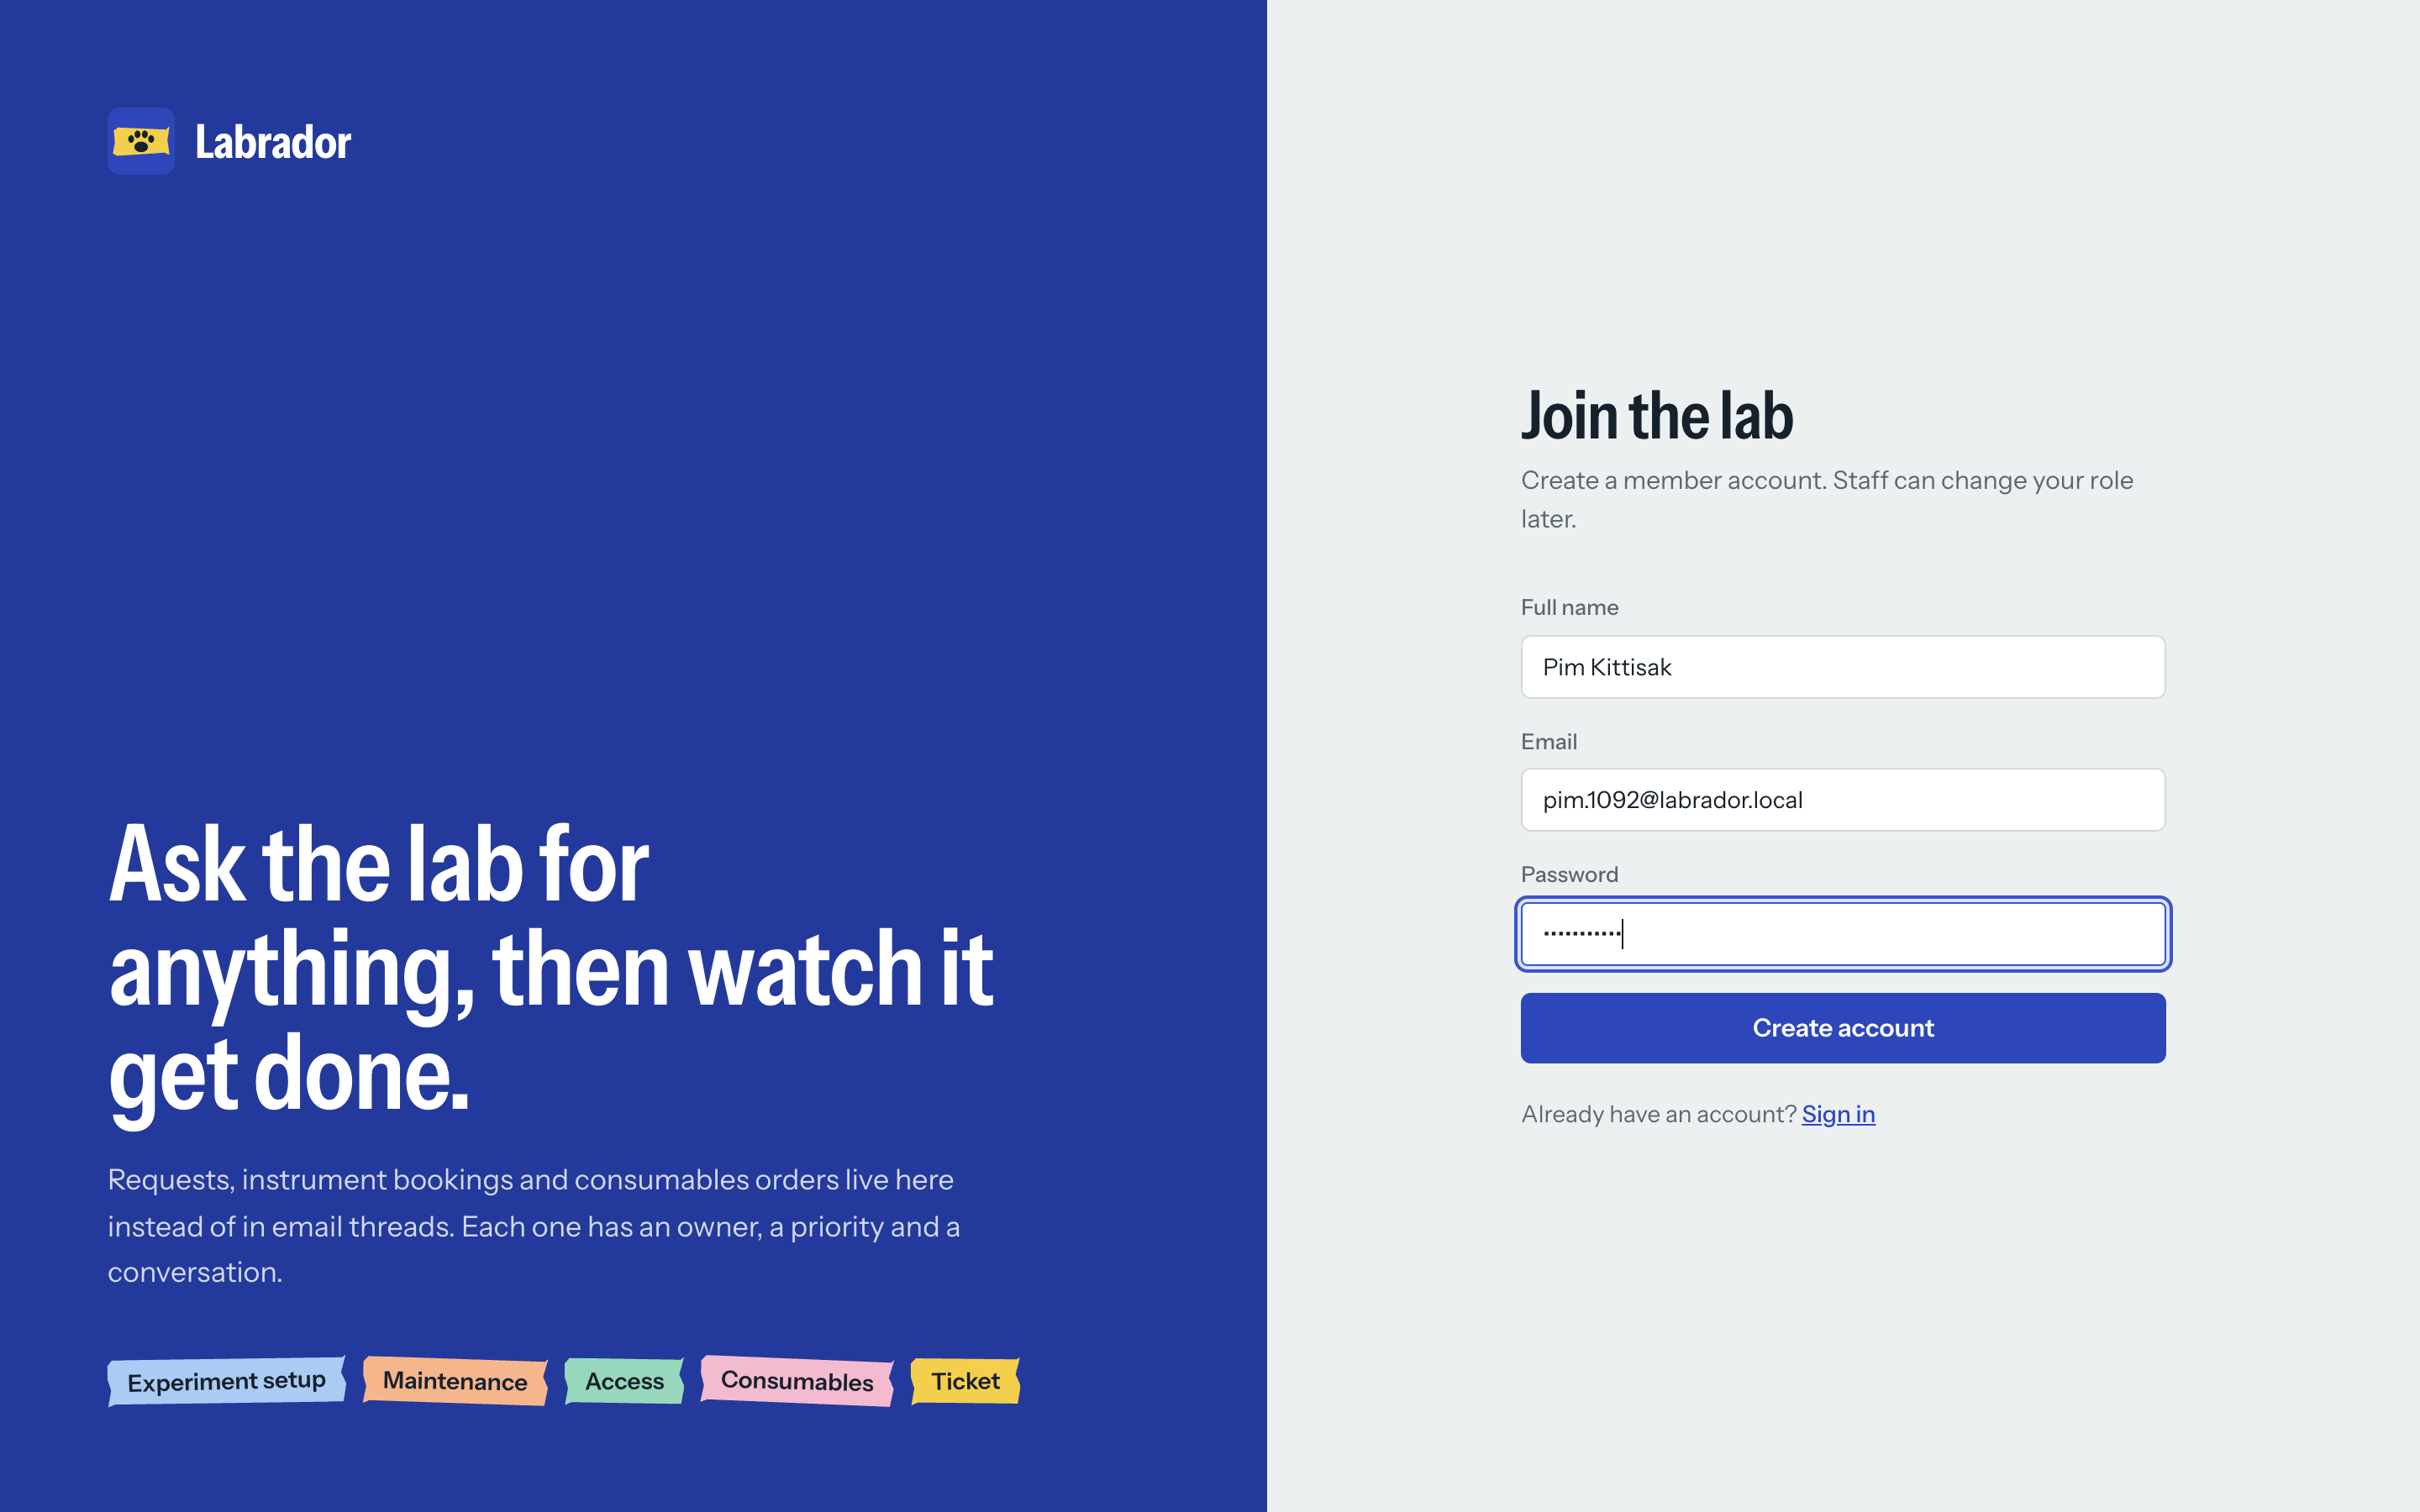 Labrador
Ask the lab for
anything, then watch it
get done.
Requests, instrument bookings and consumables orders live here
instead of in email threads. Each one has an owner, a priority and a
conversation.
Experiment setup
Maintenance
Access
Consumables
Ticket
Join the lab
Create a member account. Staff can change your role
later.
Full name
Pim Kittisak
Email
pim.1092@labrador.local
Password
•••••••••••
Create account
Already have an account? Sign in